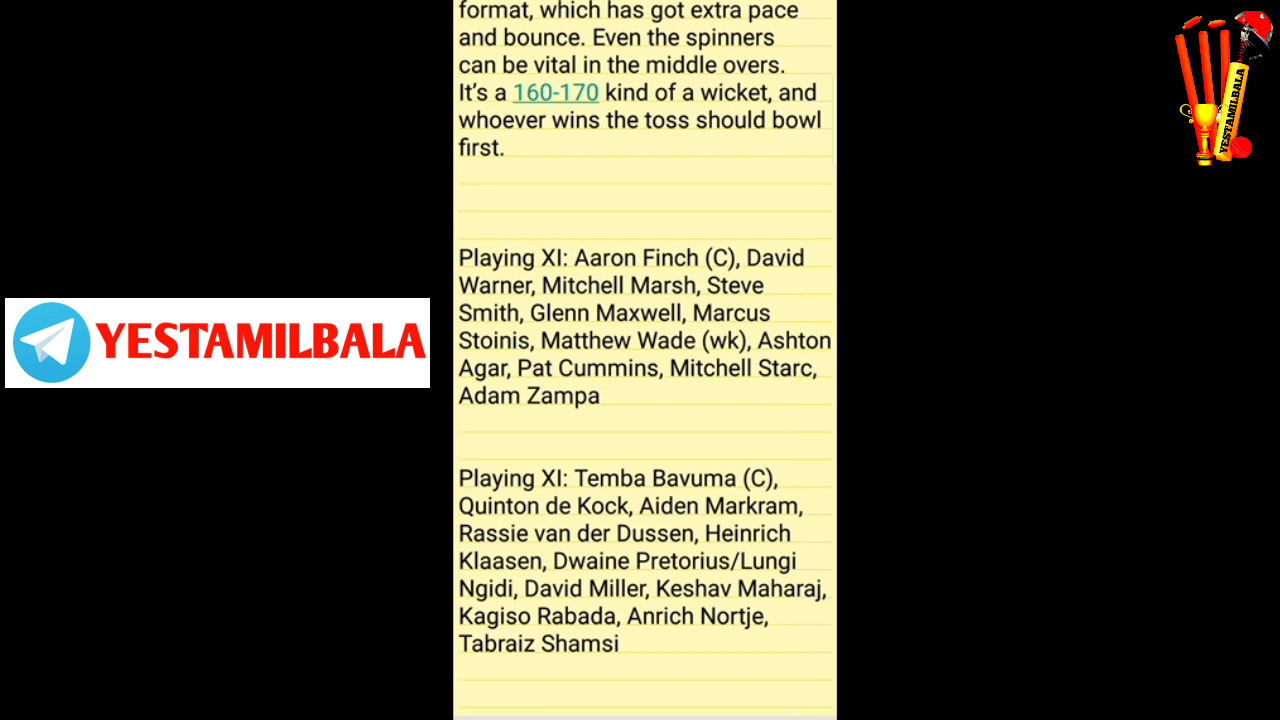 format, which has got extra pace
and bounce. Even the spinners
can be vital in the middle overs.
It's a 160-170 kind of a wicket, and
whoever wins the toss should bowl
first.
Playing XI: Aaron Finch (C), David
Warner, Mitchell Marsh, Steve
Smith, Glenn Maxwell, Marcus
Stoinis, Matthew Wade (wk), Ashton
Agar, Pat Cummins, Mitchell Starc,
Adam Zampa
Playing XI: Temba Bavuma (C),
Quinton de Kock, Aiden Markram,
Rassie van der Dussen, Heinrich
Klaasen, Dwaine Pretorius/Lungi
Ngidi, David Miller, Keshav Maharaj,
Kagiso Rabada, Anrich Nortje,
Tabraiz Shamsi
YESTAMILBALA
YESTAMILBALA